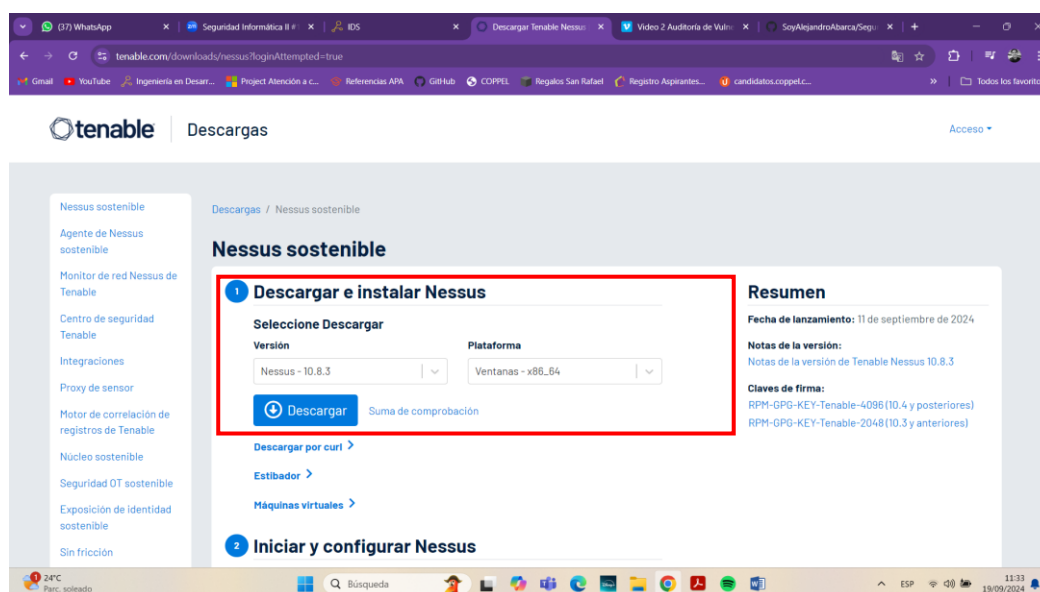 (37) WhatsApp
Seguridad Informática II #
IDS
Descargar Tenable Nessus
Video 2 Auditoría de Vulne
SoyAlejandroAbarca/Segu
tenable.com/downloads/nessus?loginAttempted=true
Gmail
YouTube
Ingeniería en Desarr...
Project Atención a c...
Referencias APA
GitHub
COPPEL
Regalos San Rafael
Registro Aspirantes...
candidatos.coppel.c...
»
Todos los favorito
tenable
Descargas
Acceso
Nessus sostenible
Agente de Nessus
sostenible
Monitor de red Nessus de
Tenable
Centro de seguridad
Tenable
Integraciones
Proxy de sensor
Motor de correlación de
registros de Tenable
Núcleo sostenible
Seguridad OT sostenible
Exposición de identidad
sostenible
Sin fricción
Descargas / Nessus sostenible
Nessus sostenible
1 Descargar e instalar Nessus
Seleccione Descargar
Versión
Plataforma
Nessus - 10.8.3
Ventanas - x86_64
Descargar
Suma de comprobación
Descargar por curl
Estibador
Máquinas virtuales
2 Iniciar y configurar Nessus
Resumen
Fecha de lanzamiento: 11 de septiembre de 2024
Notas de la versión:
Notas de la versión de Tenable Nessus 10.8.3
Claves de firma:
RPM-GPG-KEY-Tenable-4096 (10.4 y posteriores)
RPM-GPG-KEY-Tenable-2048 (10.3 y anteriores)
24°C
Parc. soleado
Búsqueda
ESP
11:33
19/09/2024